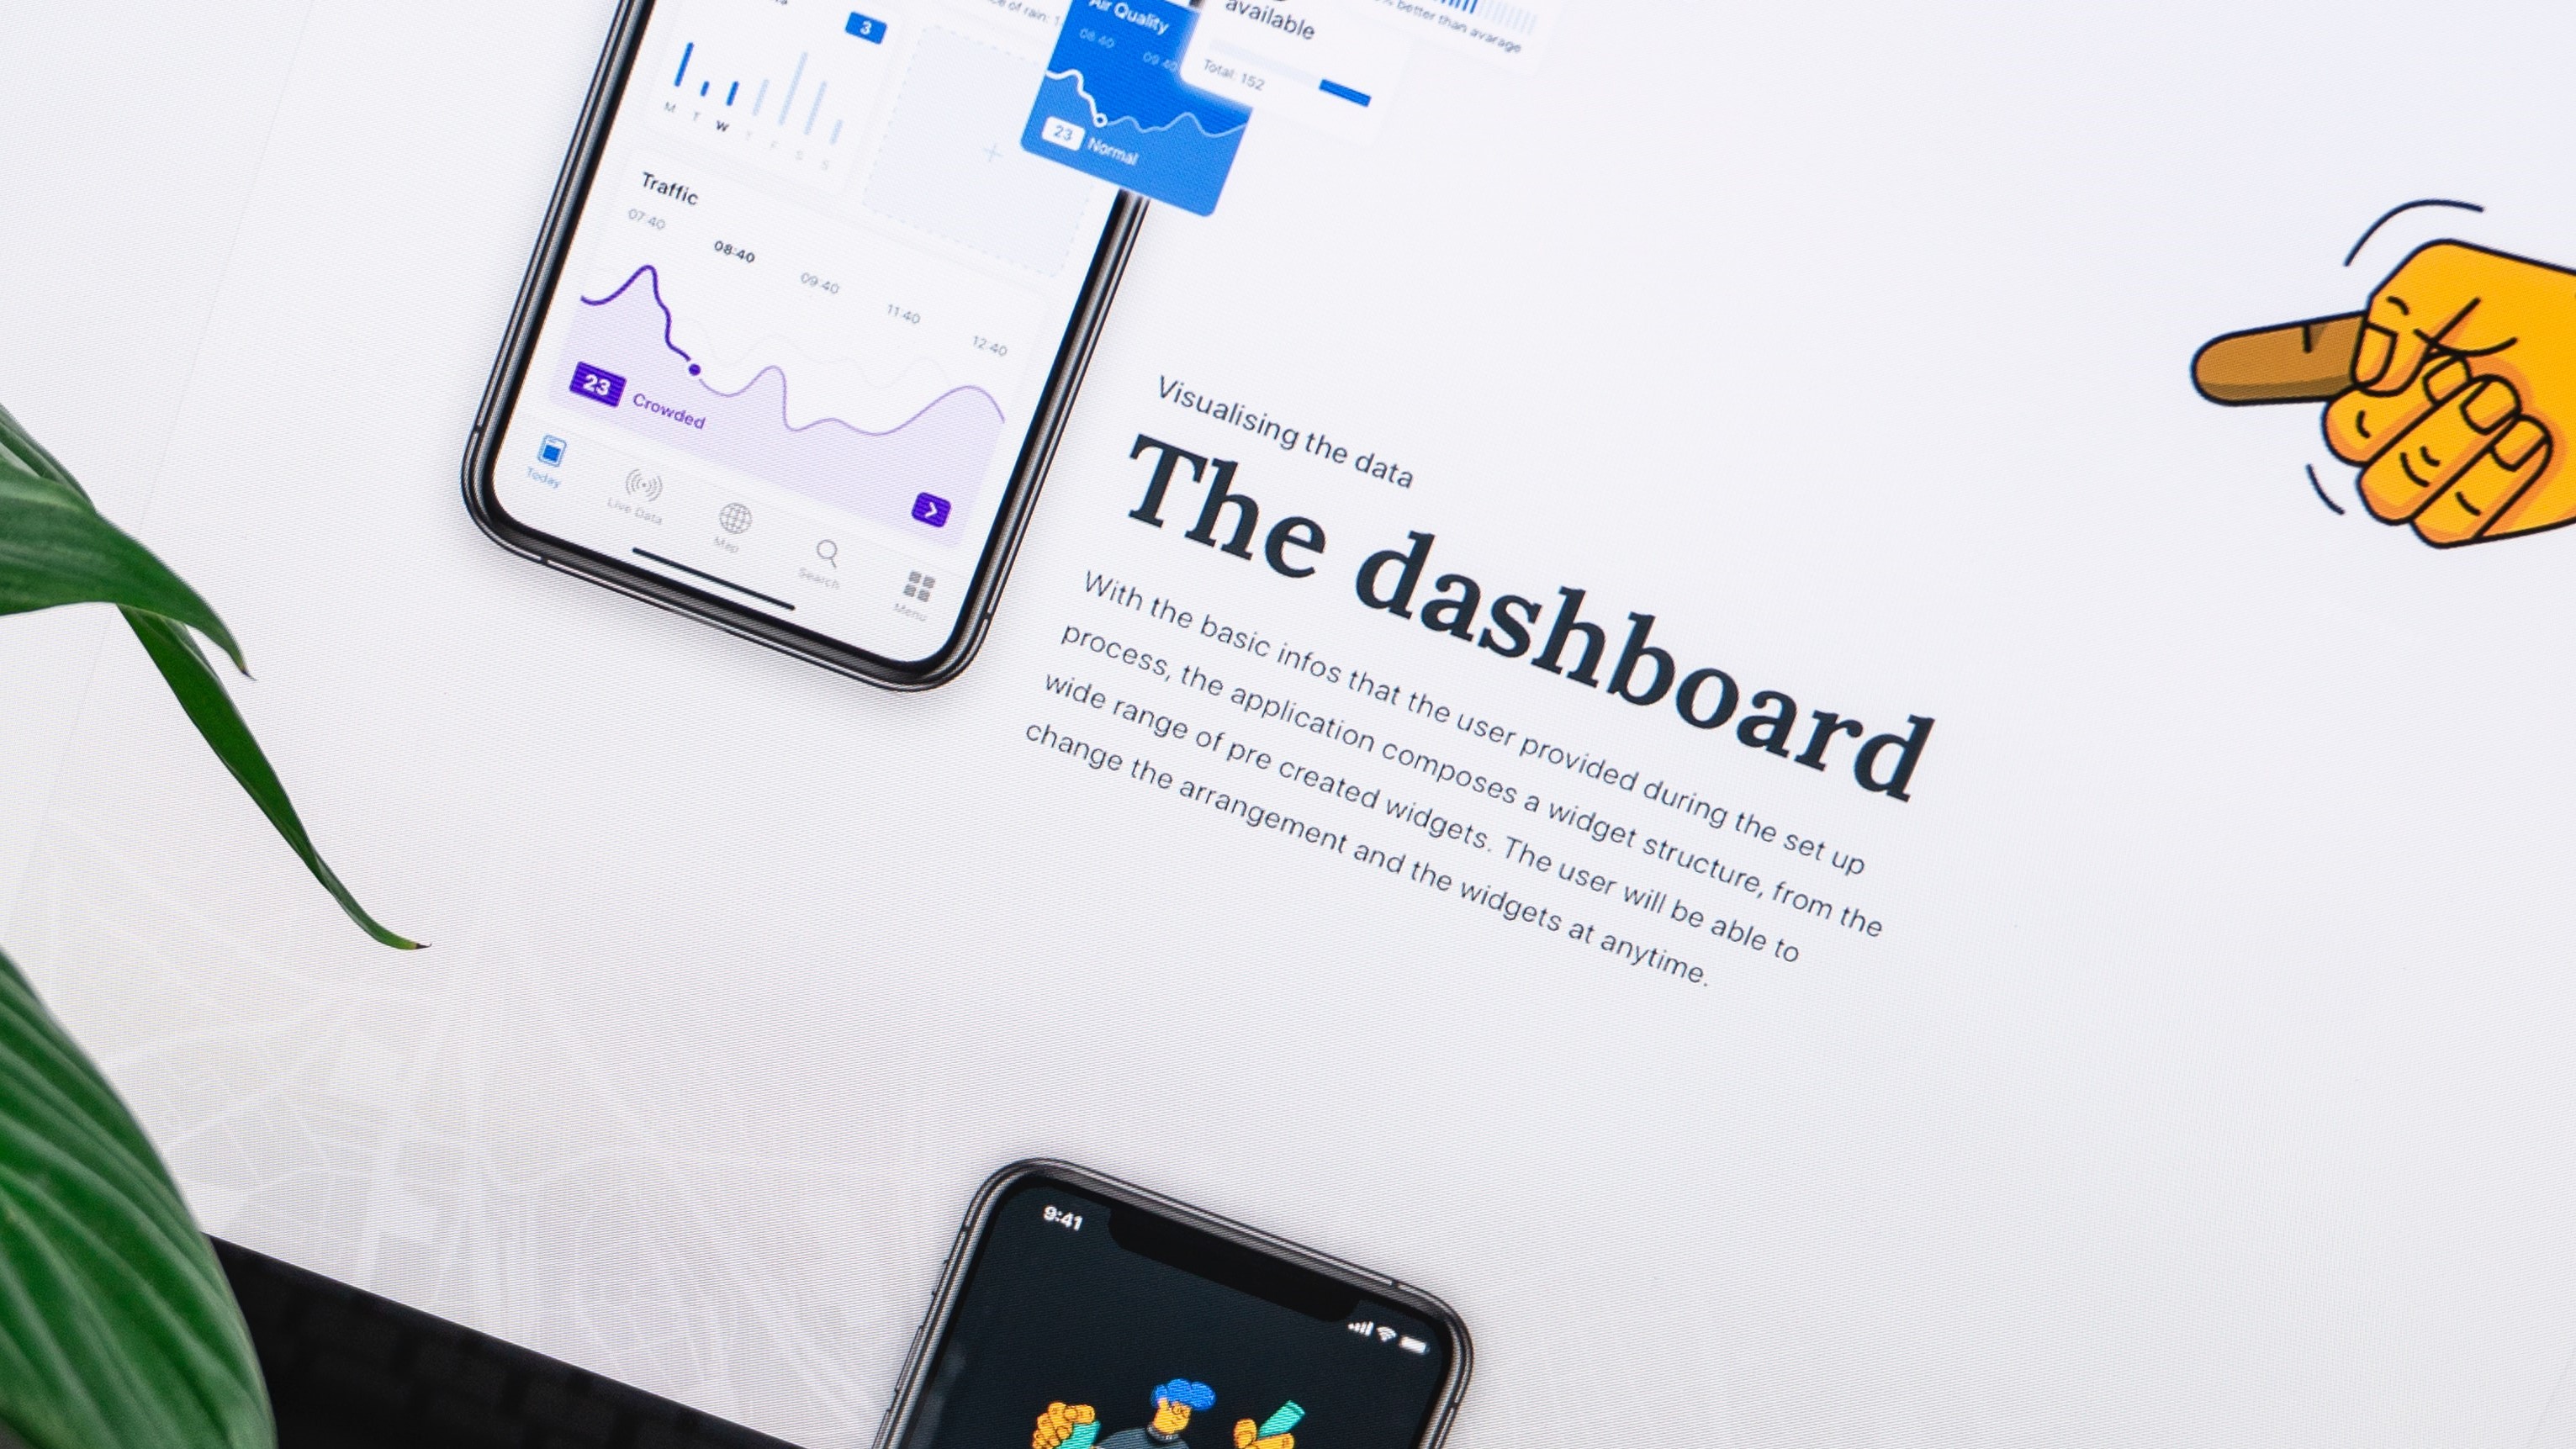 3
M T W T F S S
Air Quality
08:40
09:40
23 Normal
available
Total: 152
better than avarage
Traffic
07:40
08:40
09:40
11:40
12:40
23 Crowded
Today
Live Data
Map
Search
Menu
Visualising the data
The dashboard
With the basic infos that the user provided during the set up
process, the application composes a widget structure, from the
wide range of pre created widgets. The user will be able to
change the arrangement and the widgets at anytime.
9:41